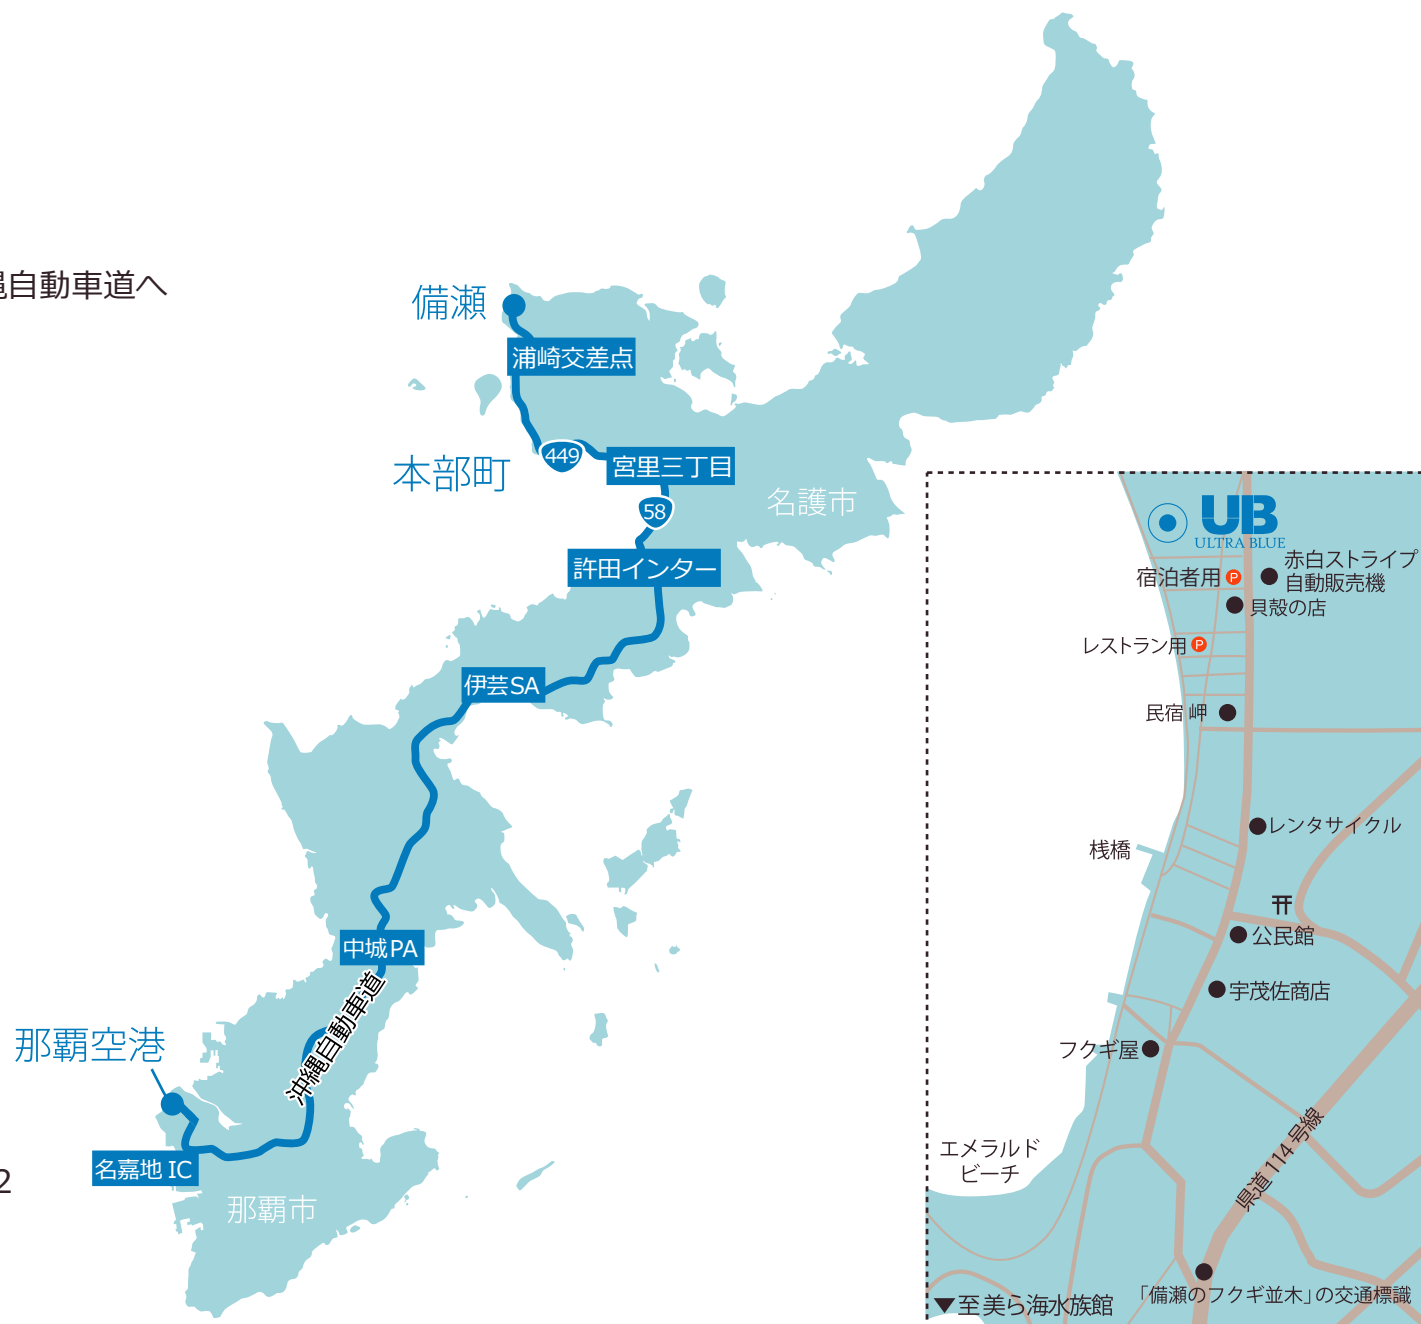 自動車道へ
備瀬
浦崎交差点
449
本部町
宮里三丁目
58
名護市
許田インター
伊芸SA
中城PA
沖縄自動車道
那覇空港
名嘉地 IC
那覇市
2
UB
ULTRA BLUE
赤白ストライプ
自動販売機
宿泊者用 P
貝殻の店
レストラン用 P
民宿 岬
レンタサイクル
桟橋
公民館
宇茂佐商店
フクギ屋
県道 114 号線
エメラルド
ビーチ
「備瀬のフクギ並木」の交通標識
▼至美ら海水族館